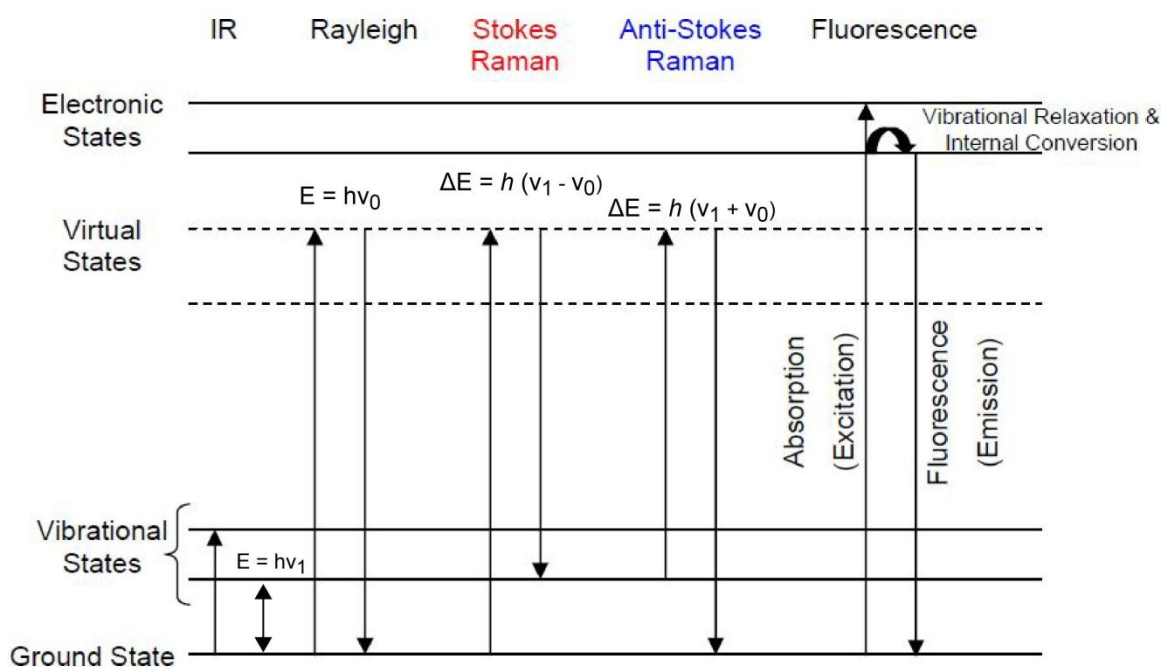 IR
Rayleigh
Stokes
Raman
Anti-Stokes
Raman
Fluorescence
Electronic
States
Vibrational Relaxation &
Internal Conversion
E = hv₀
ΔE = h (v₁ - v₀)
ΔE = h (v₁ + v₀)
Virtual
States
Absorption
(Excitation)
Fluorescence
(Emission)
Vibrational
States
E = hv₁
Ground State